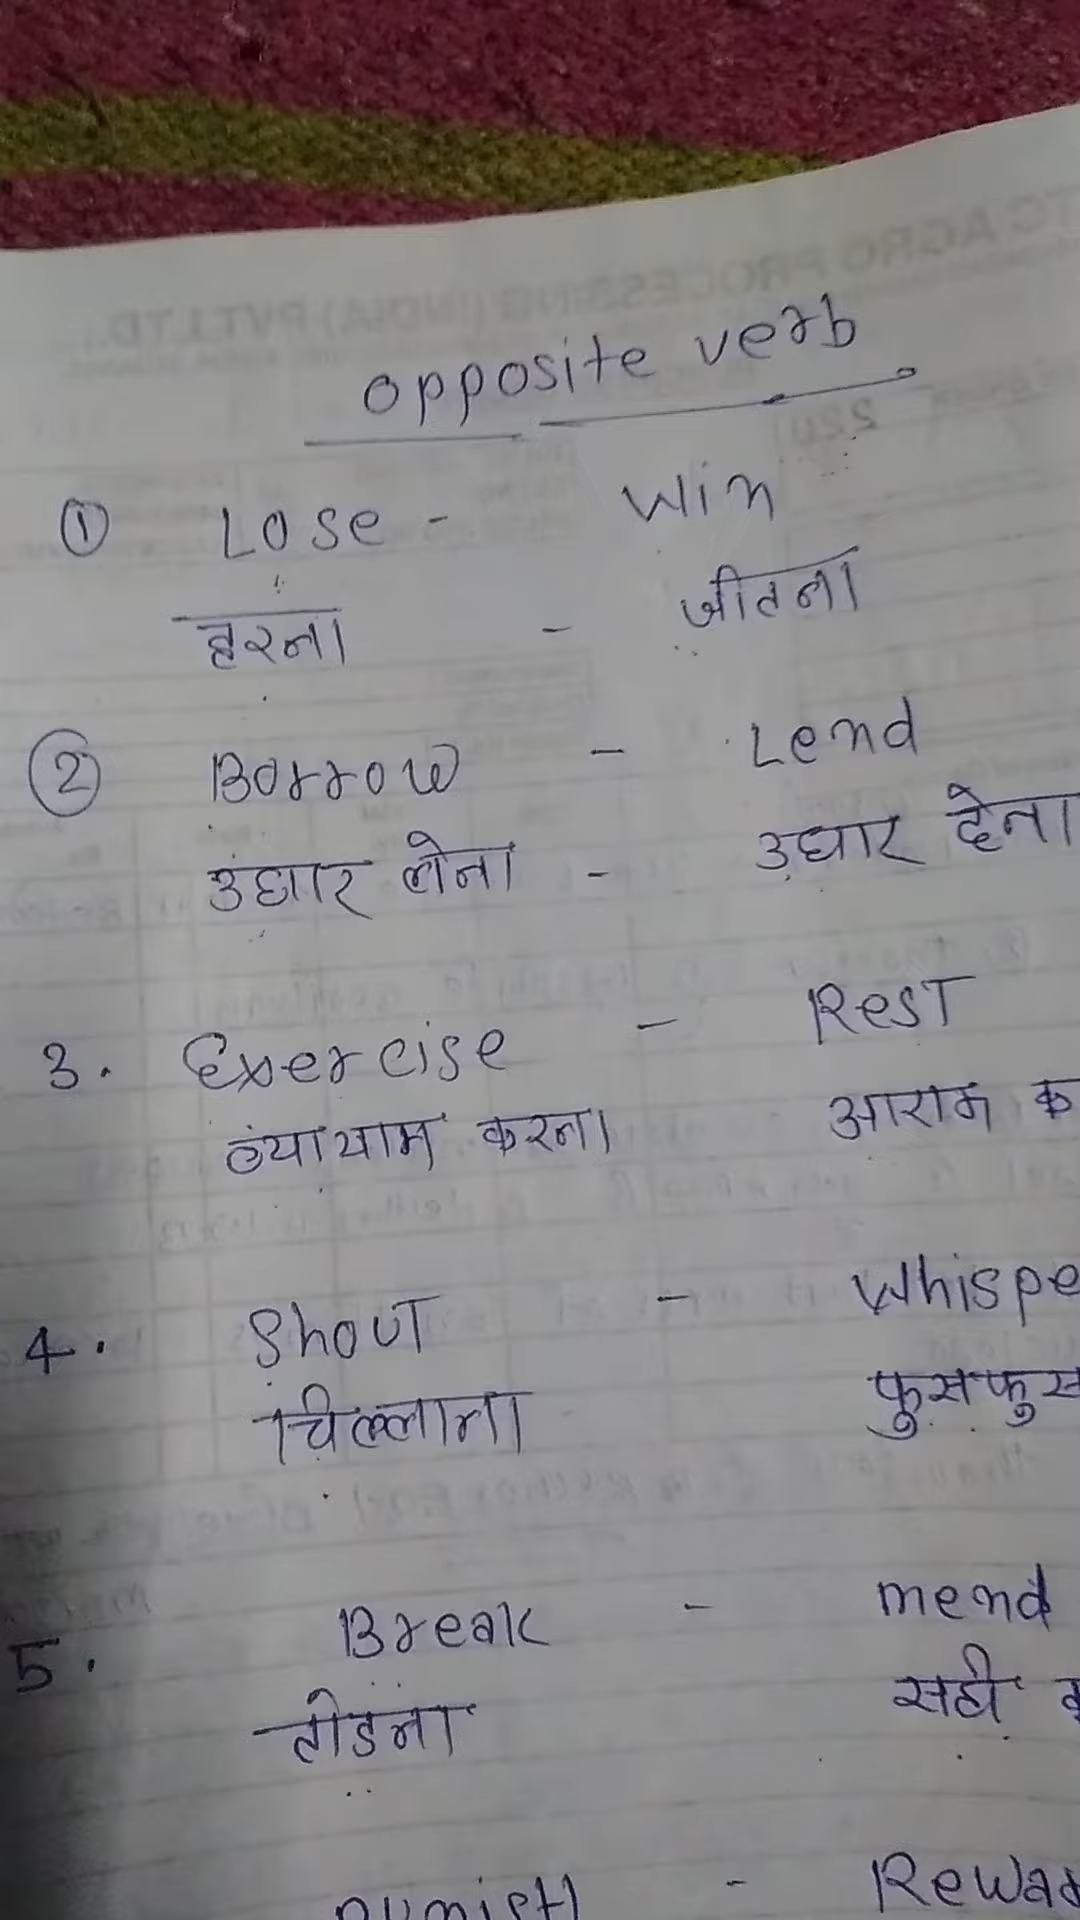 opposite verb
① Lose - Win
हरना - जीतना
② Borrow - Lend
उधार लेना - उधार देना
3. Exercise - Rest
व्यायाम करना आराम क
4. Shout - Whispe
चिल्लाना फुसफुस
5. Break - mend
तोडना सही
- Rewa